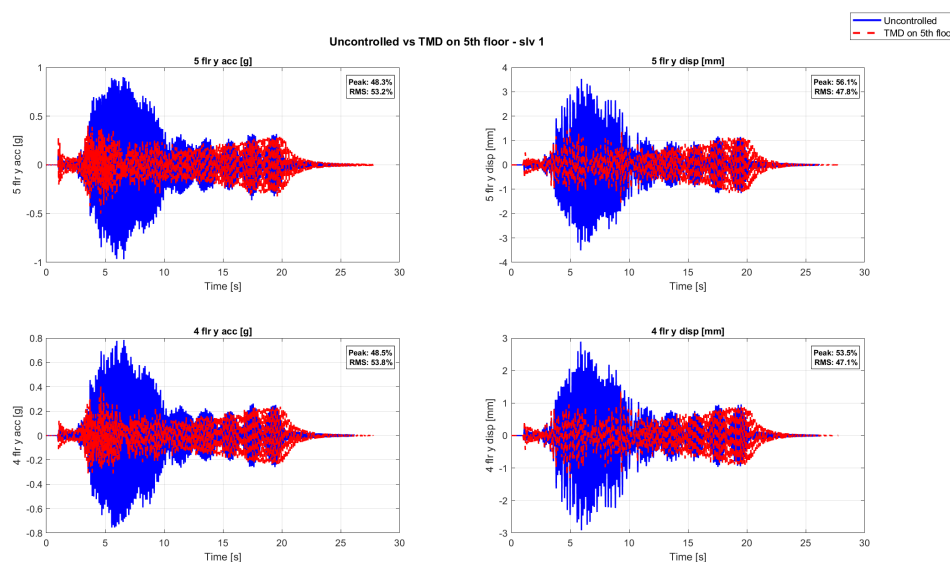 Uncontrolled
TMD on 5th floor
Uncontrolled vs TMD on 5th floor - slv 1
5 flr y acc [g]
Peak: 48.3%
RMS: 53.2%
1
0.5
0
-0.5
-1
5 flr y acc [g]
0 5 10 15 20 25 30
Time [s]
5 flr y disp [mm]
Peak: 56.1%
RMS: 47.8%
4
3
2
1
0
-1
-2
-3
-4
5 flr y disp [mm]
0 5 10 15 20 25 30
Time [s]
4 flr y acc [g]
Peak: 48.5%
RMS: 53.8%
0.8
0.6
0.4
0.2
0
-0.2
-0.4
-0.6
-0.8
4 flr y acc [g]
0 5 10 15 20 25 30
Time [s]
4 flr y disp [mm]
Peak: 53.5%
RMS: 47.1%
3
2
1
0
-1
-2
-3
4 flr y disp [mm]
0 5 10 15 20 25 30
Time [s]